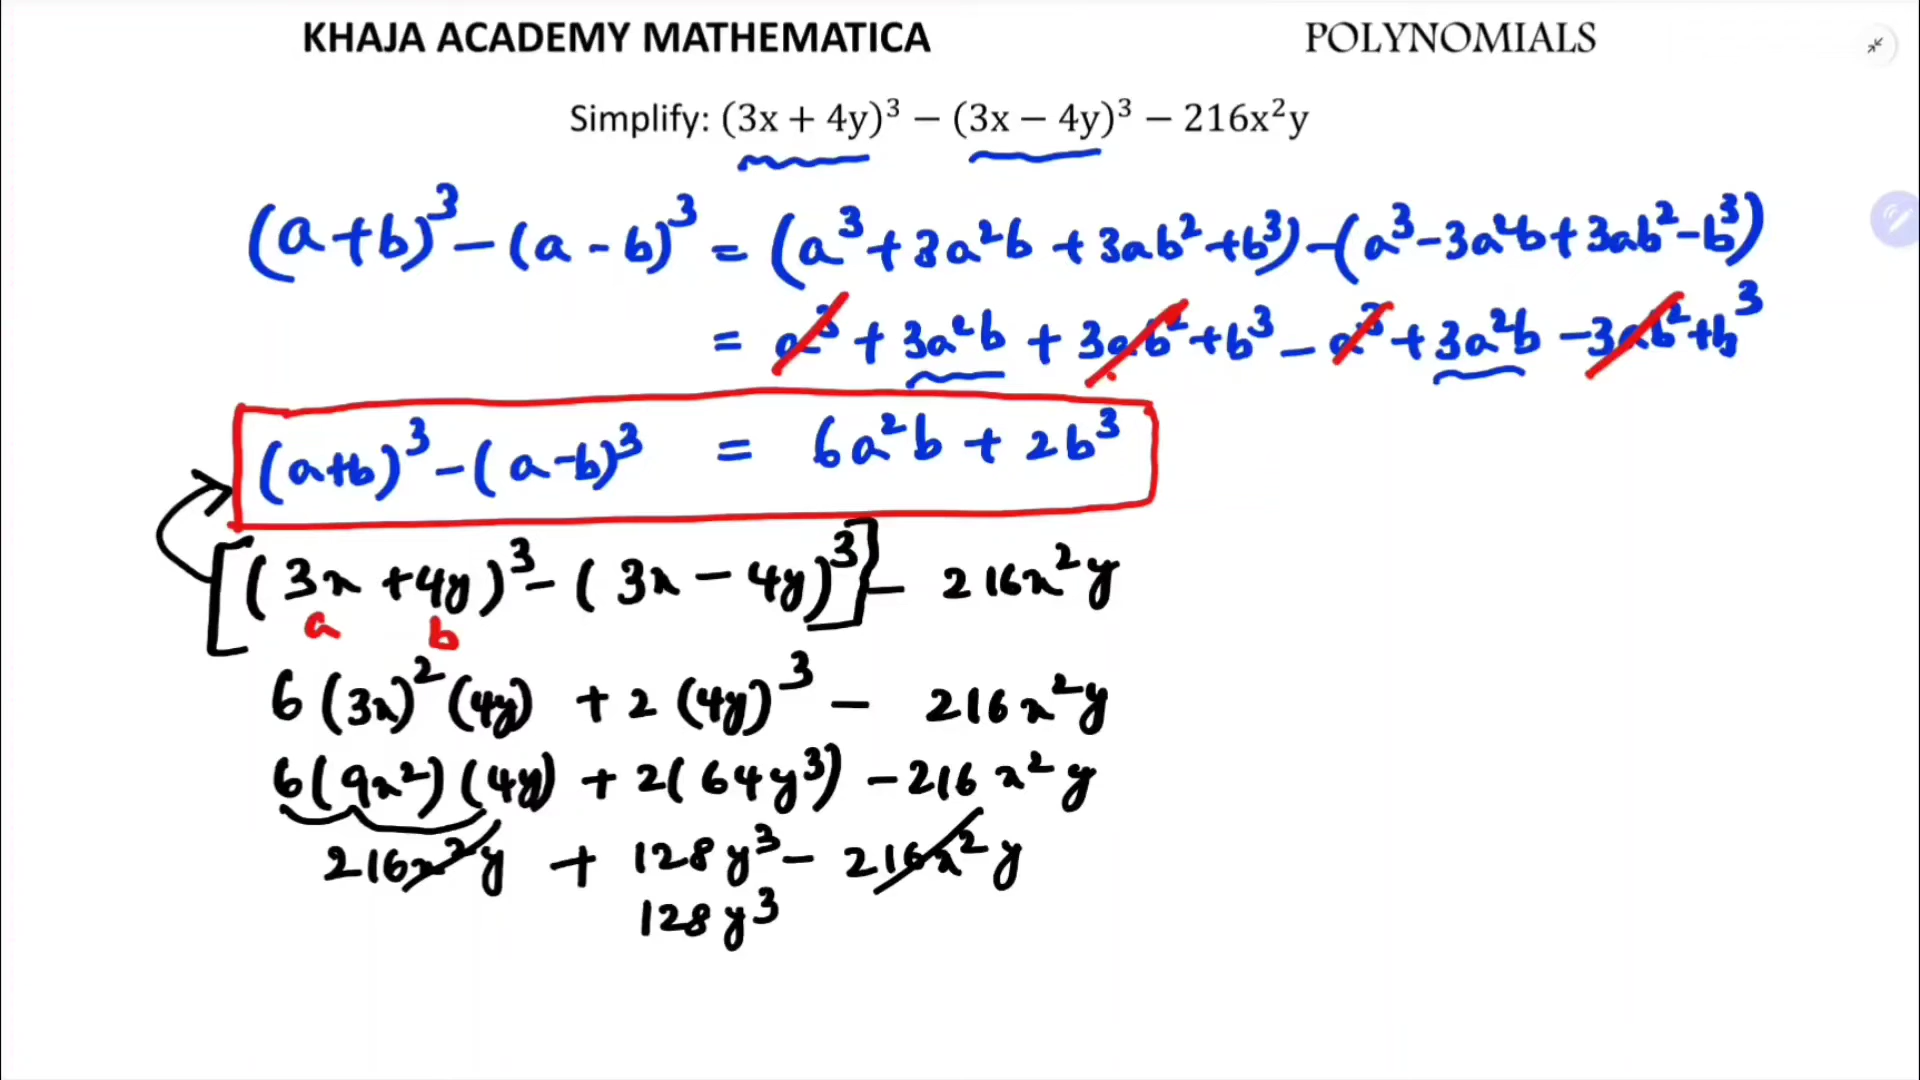 KHAJA ACADEMY MATHEMATICA POLYNOMIALS
Simplify: (3x + 4y)³ − (3x − 4y)³ − 216x²y
(a+b)³ − (a − b)³ = (a³ + 3a²b + 3ab² + b³) − (a³ − 3a²b + 3ab² − b³)
= a³ + 3a²b + 3ab² + b³ − a³ + 3a²b − 3ab² + b³
(a+b)³ − (a−b)³ = 6a²b + 2b³
[(3x + 4y)³ − (3x − 4y)³] − 216x²y
a b
6(3x)²(4y) + 2(4y)³ − 216x²y
6(9x²)(4y) + 2(64y³) − 216x²y
216x²y + 128y³ − 216x²y
128y³